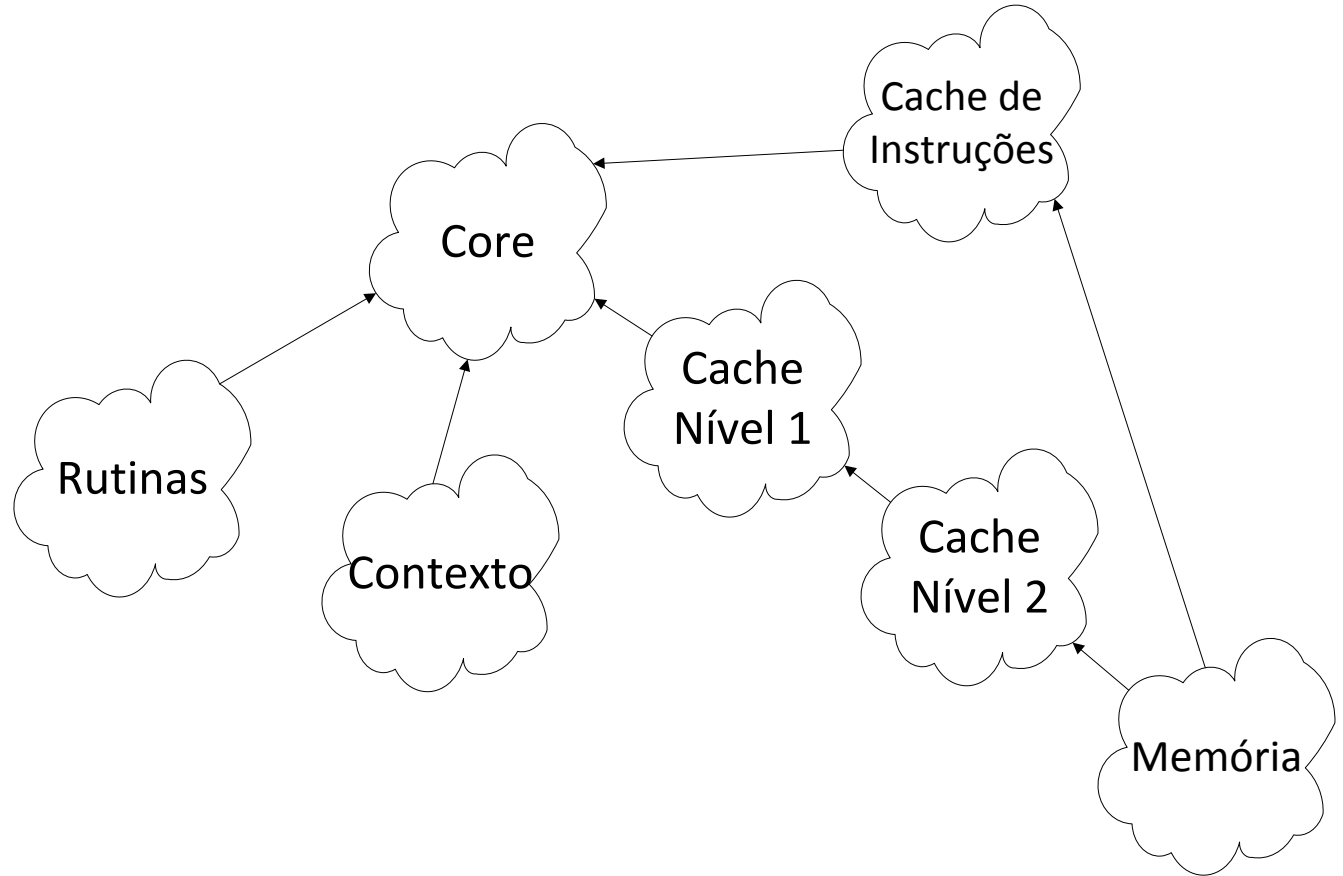 Cache de
Instruções
Core
Cache
Nível 1
Rutinas
Contexto
Cache
Nível 2
Memória